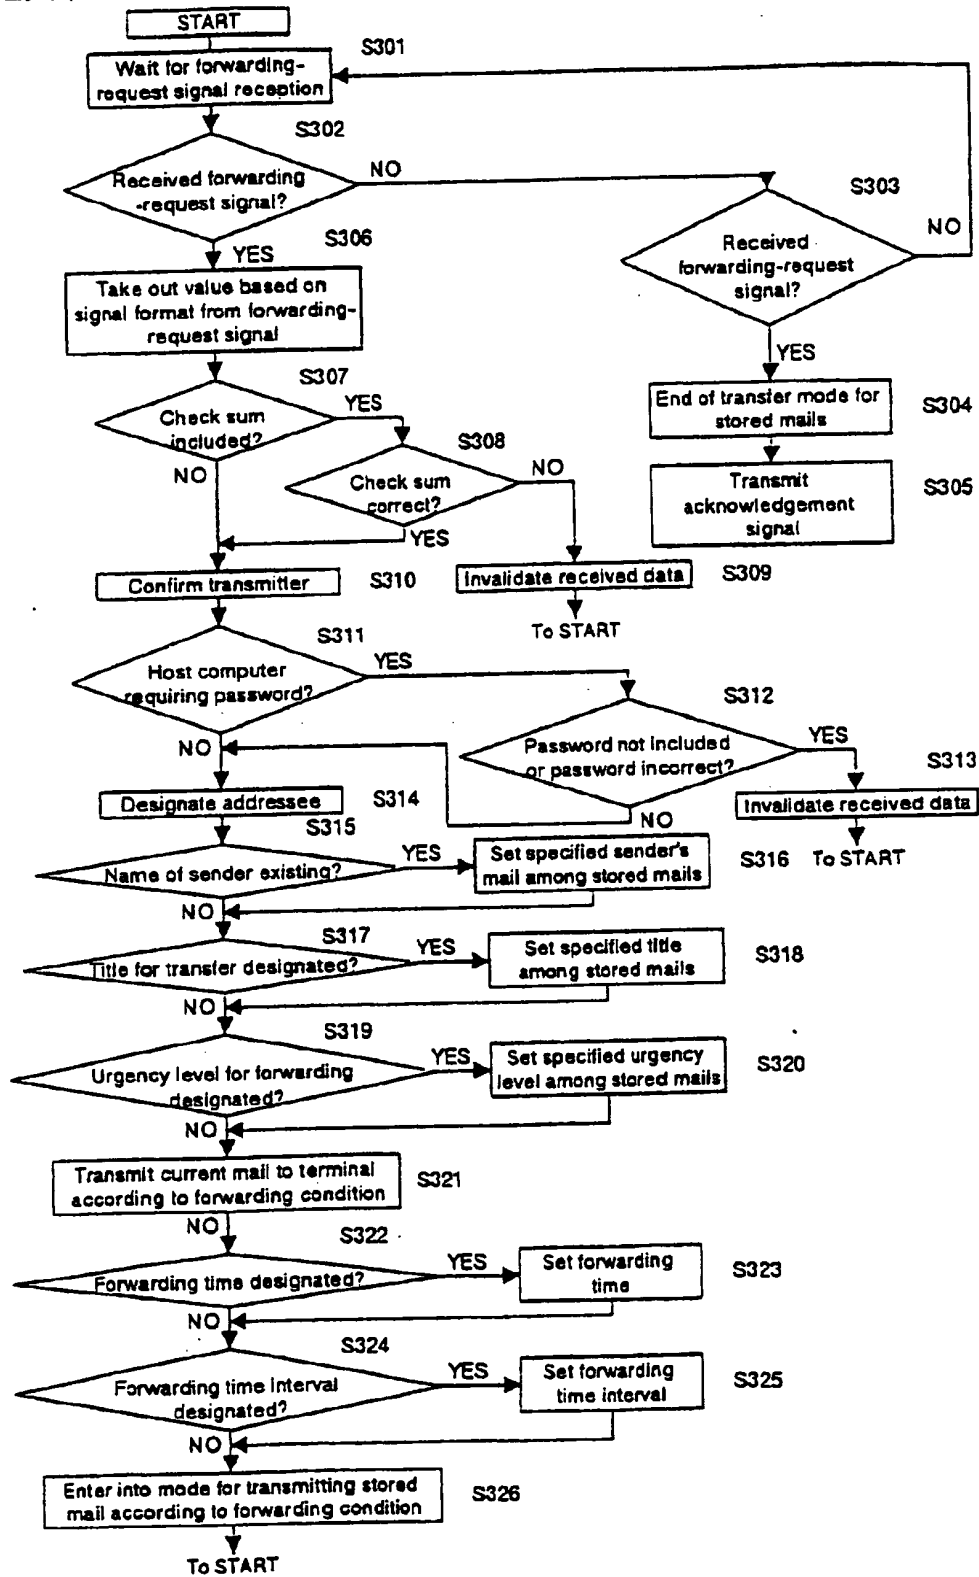 START
S301
Wait for forwarding-
request signal reception
S302
Received forwarding
-request signal?
NO
S303
Received
forwarding-request
signal?
NO
YES
S304
End of transfer mode for
stored mails
S305
Transmit
acknowledgement
signal
S306
YES
Take out value based on
signal format from forwarding-
request signal
S307
Check sum
included?
YES
NO
S308
Check sum
correct?
NO
YES
Invalidate received data
S309
To START
Confirm transmitter
S310
S311
Host computer
requiring password?
YES
NO
S312
Password not included
or password incorrect?
YES
NO
S313
Invalidate received data
To START
Designate addressee
S314
S315
Name of sender existing?
YES
NO
Set specified sender's
mail among stored mails
S316
S317
Title for transfer designated?
YES
NO
Set specified title
among stored mails
S318
S319
Urgency level for forwarding
designated?
YES
NO
Set specified urgency
level among stored mails
S320
Transmit current mail to terminal
according to forwarding condition
S321
NO
S322
Forwarding time designated?
YES
NO
Set forwarding
time
S323
S324
Forwarding time interval
designated?
YES
NO
Set forwarding
time interval
S325
Enter into mode for transmitting stored
mail according to forwarding condition
S326
To START